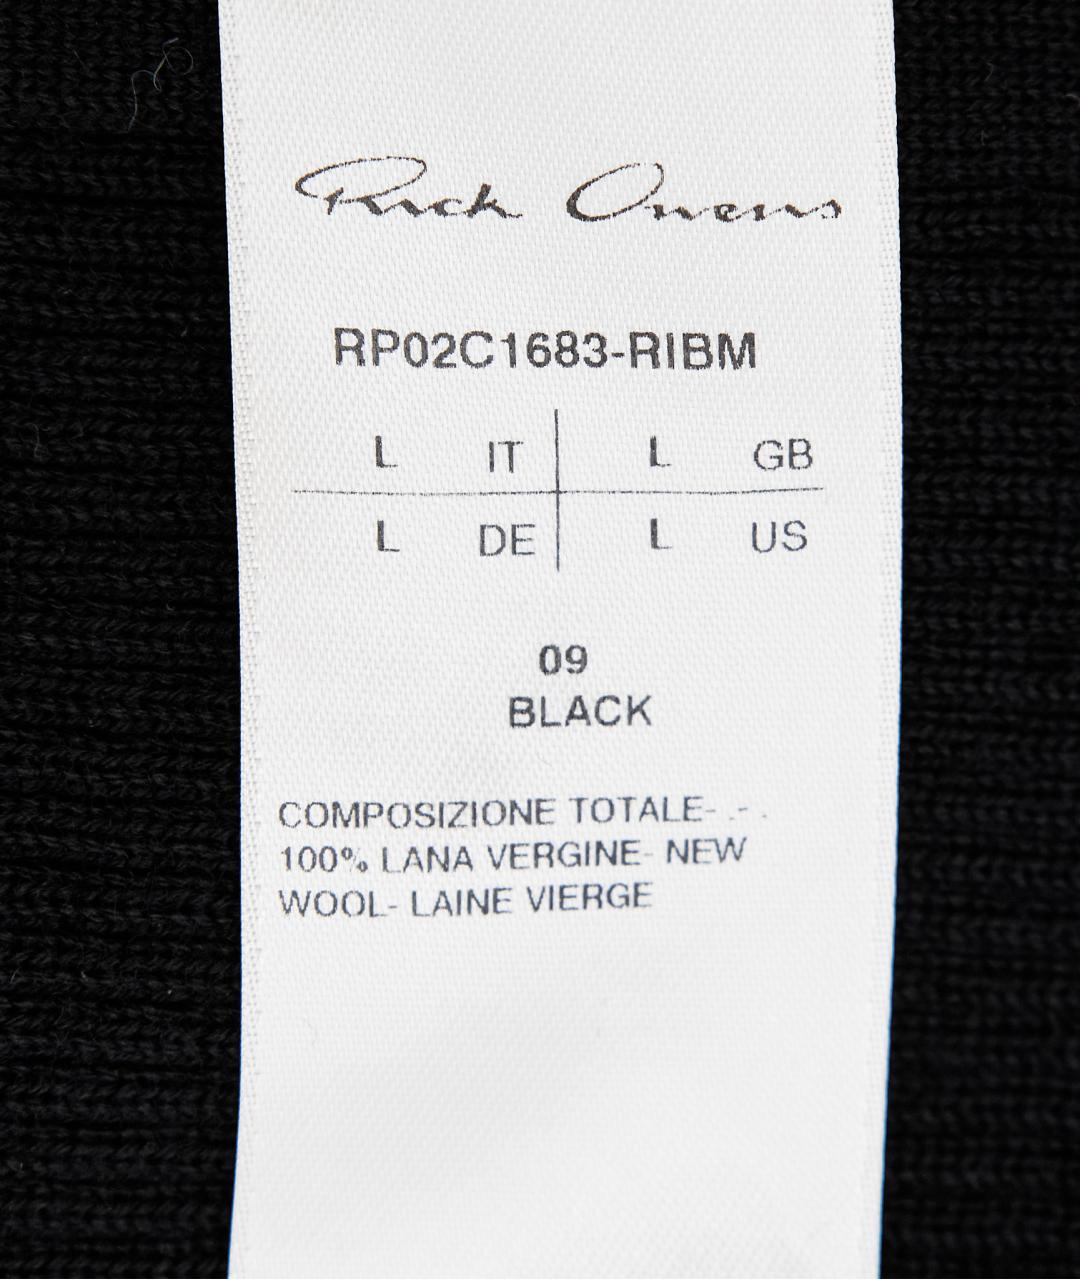 Rick Owens
RP02C1683-RIBM
L IT L GB
L DE L US
09
BLACK
COMPOSIZIONE TOTALE- .- .
100% LANA VERGINE- NEW
WOOL- LAINE VIERGE